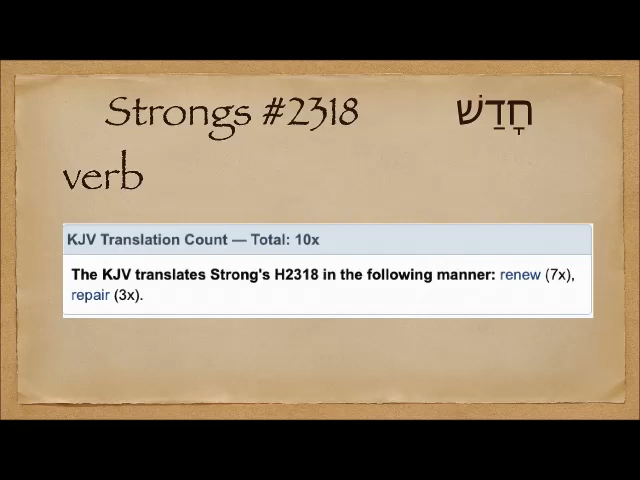 Strongs #2318 חָדַשׁ
verb
KJV Translation Count — Total: 10x
The KJV translates Strong's H2318 in the following manner: renew (7x),
repair (3x).